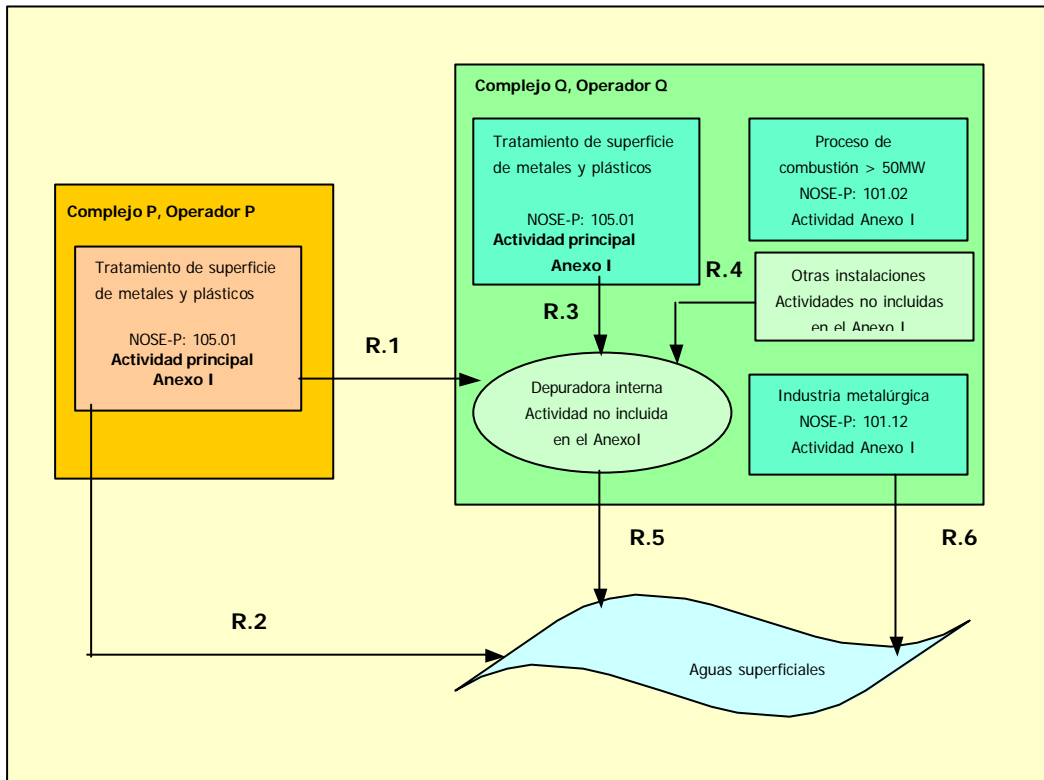 Complejo Q, Operador Q
Tratamiento de superficie
de metales y plásticos
NOSE-P: 105.01
Actividad principal
Anexo I
Proceso de
combustión > 50MW
NOSE-P: 101.02
Actividad Anexo I
Complejo P, Operador P
Tratamiento de superficie
de metales y plásticos
NOSE-P: 105.01
Actividad principal
Anexo I
R.4
Otras instalaciones
Actividades no incluidas
en el Anexo I
R.3
R.1
Depuradora interna
Actividad no incluida
en el AnexoI
Industria metalúrgica
NOSE-P: 101.12
Actividad Anexo I
R.5
R.6
R.2
Aguas superficiales